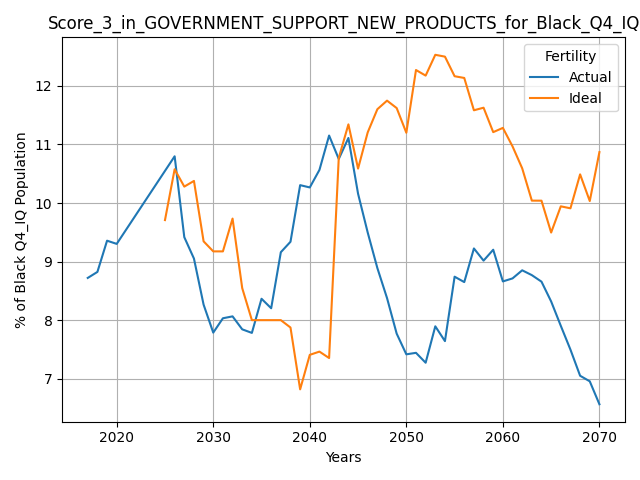 Score_3_in_GOVERNMENT_SUPPORT_NEW_PRODUCTS_for_Black_Q4_IQ
Fertility
Actual
Ideal
% of Black Q4_IQ Population
12
11
10
9
8
7
2020 2030 2040 2050 2060 2070
Years